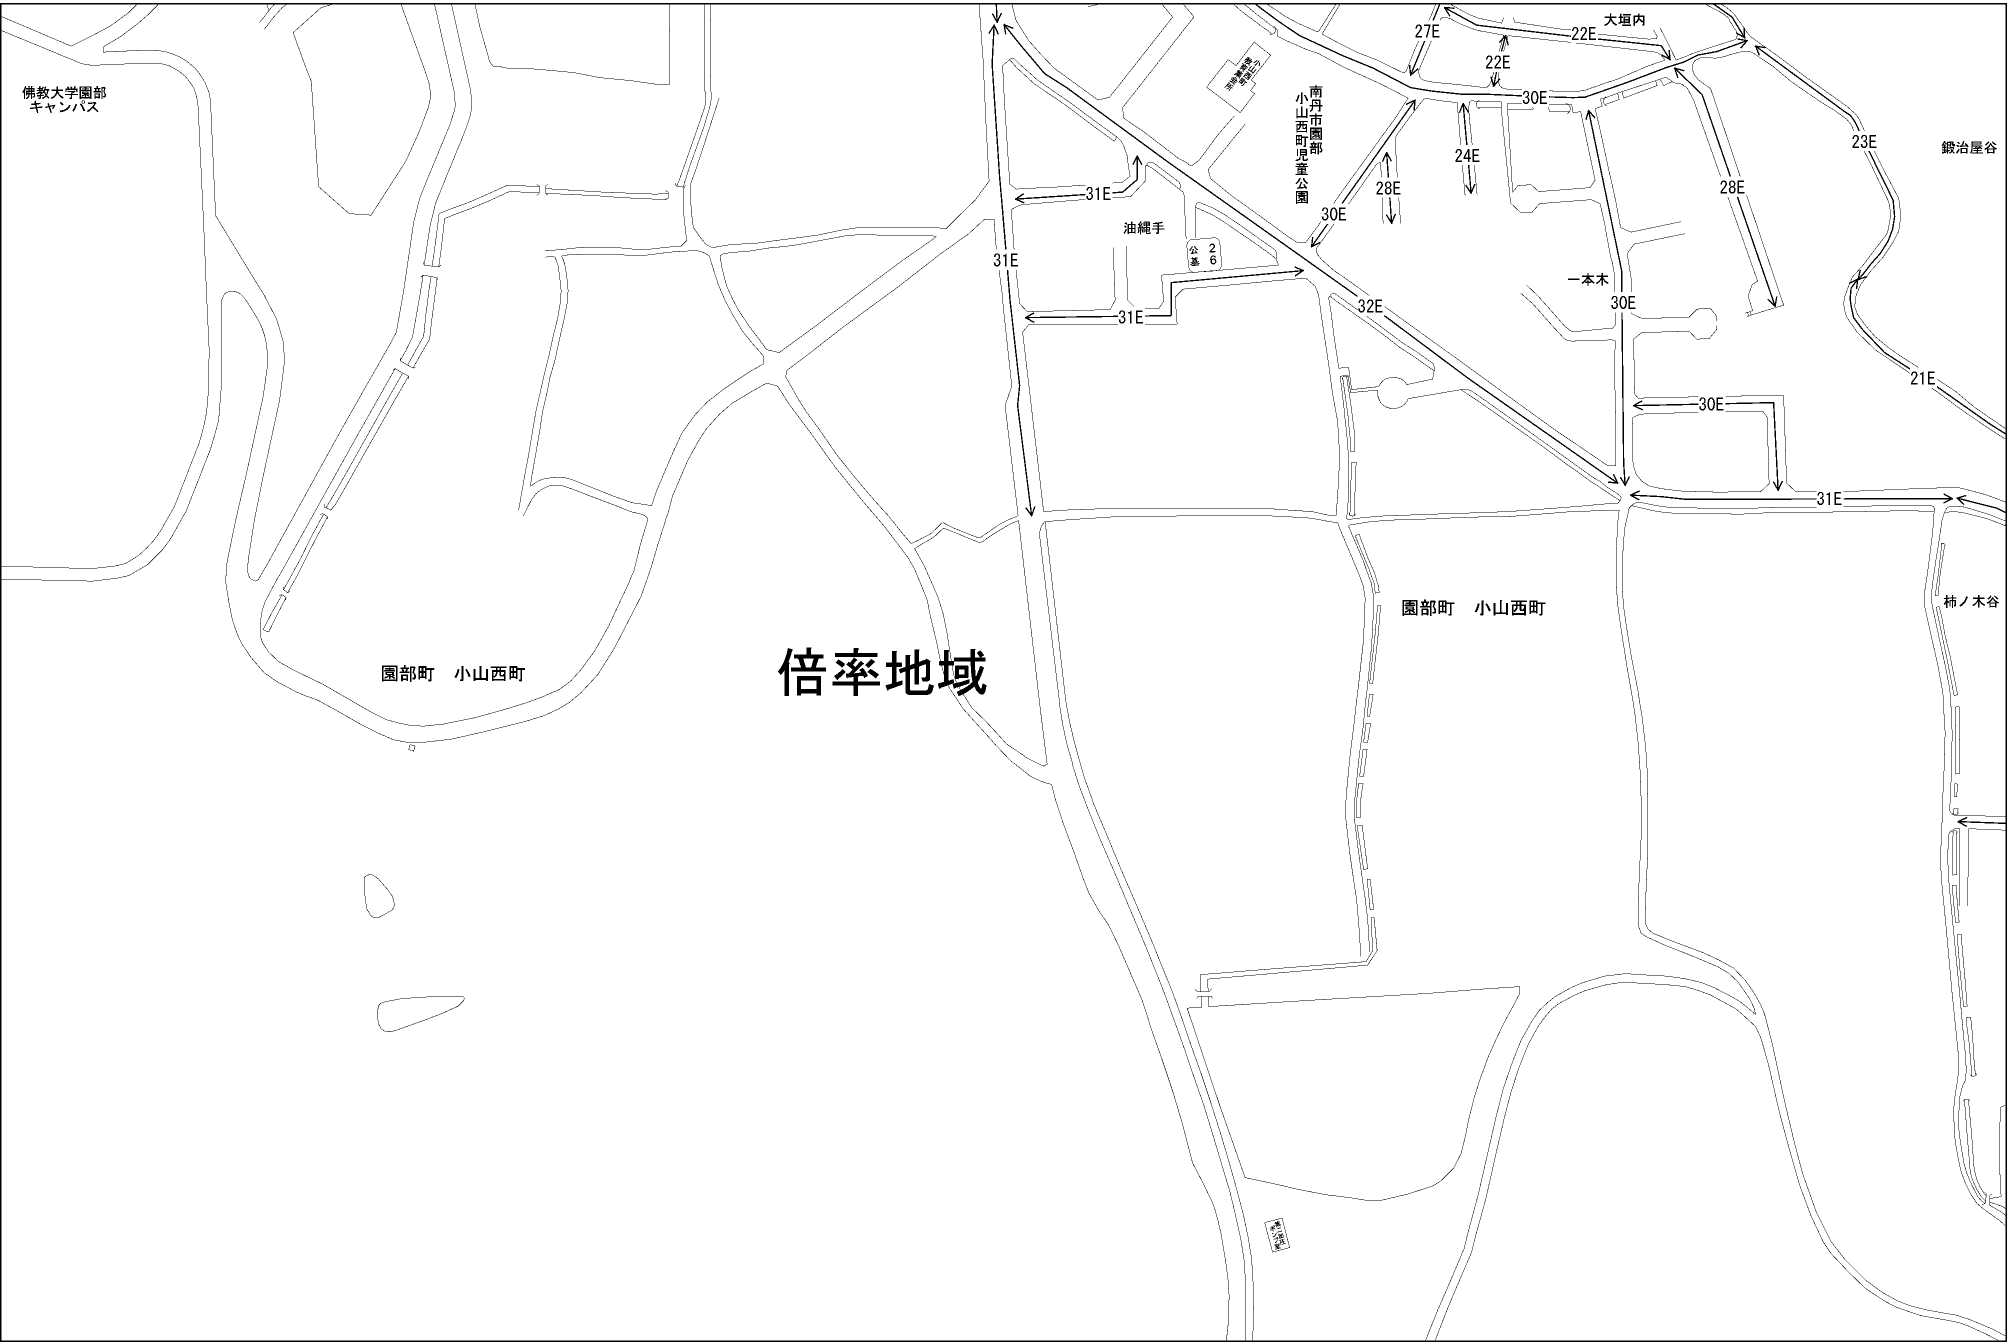 大垣内
27E
22E
22E
佛教大学園部
キャンパス
30E
南丹市園部
小山西町児童公園
23E
鍛治屋谷
24E
28E
28E
31E
30E
油縄手
公基
26
31E
一本木
30E
32E
31E
21E
30E
31E
柿ノ木谷
園部町　小山西町
園部町　小山西町
倍率地域